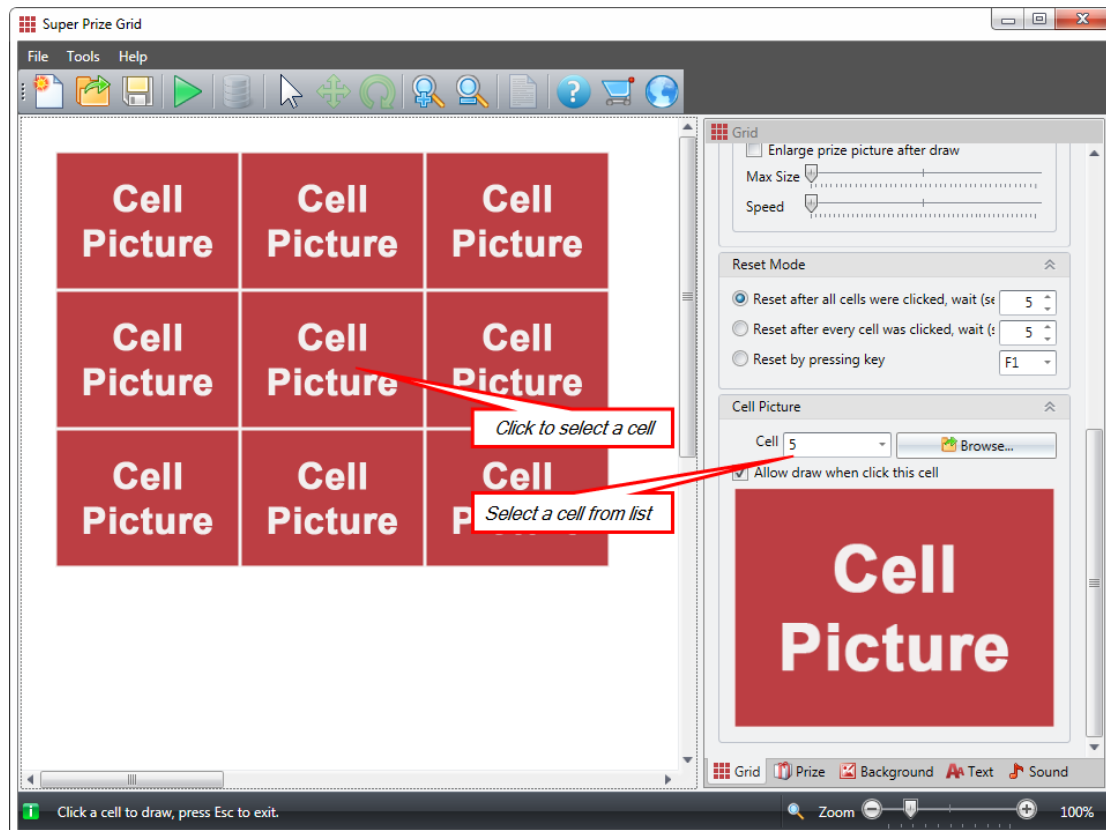 Super Prize Grid
File Tools Help
Cell Picture
Cell Picture
Cell Picture
Cell Picture
Cell Picture
Cell Picture
Click to select a cell
Cell Picture
Cell Picture
Cell
Select a cell from list
Grid
Enlarge prize picture after draw
Max Size
Speed
Reset Mode
Reset after all cells were clicked, wait (se 5
Reset after every cell was clicked, wait (s 5
Reset by pressing key F1
Cell Picture
Cell 5 Browse...
Allow draw when click this cell
Cell
Picture
Grid Prize Background Text Sound
Click a cell to draw, press Esc to exit. Zoom 100%